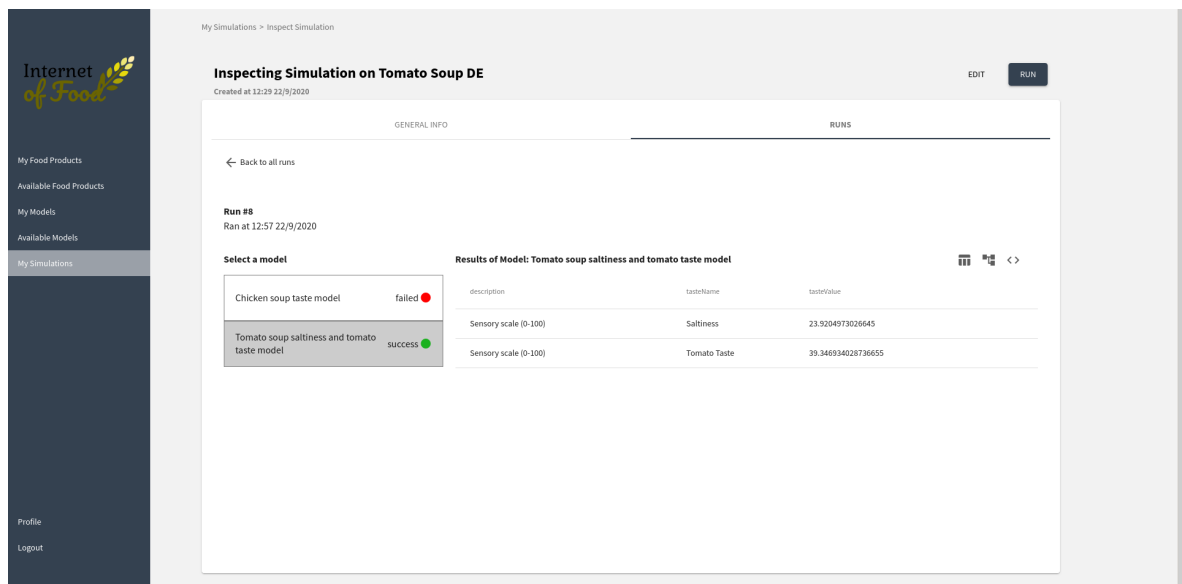 My Simulations > Inspect Simulation
Internet
of Food
Inspecting Simulation on Tomato Soup DE
Created at 12:29 22/9/2020
EDIT
RUN
GENERAL INFO
RUNS
My Food Products
Available Food Products
My Models
Available Models
My Simulations
Back to all runs
Run #8
Ran at 12:57 22/9/2020
Select a model
Chicken soup taste model failed
Tomato soup saltiness and tomato
taste model
success
Results of Model: Tomato soup saltiness and tomato taste model
description tasteName tasteValue
Sensory scale (0-100) Saltiness 23.9204973026645
Sensory scale (0-100) Tomato Taste 39.346934028736655
Profile
Logout